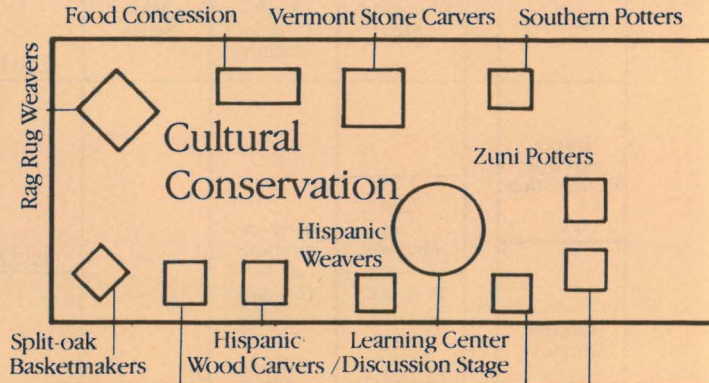 Food Concession
Vermont Stone Carvers
Southern Potters
Rag Rug Weavers
Cultural
Conservation
Zuni Potters
Hispanic
Weavers
Split-oak
Basketmakers
Hispanic
Wood Carvers
Learning Center
/Discussion Stage